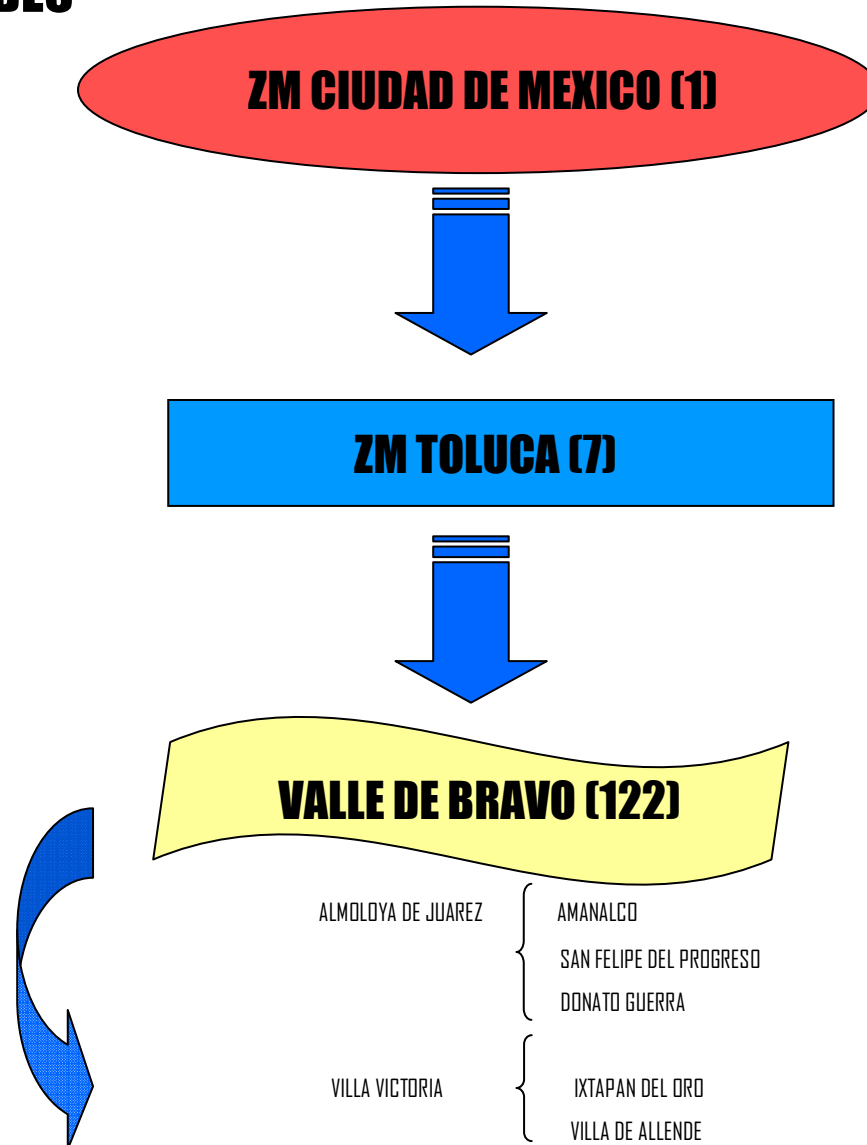 ZM CIUDAD DE MEXICO (1)
ZM TOLUCA (7)
VALLE DE BRAVO (122)
ALMOLOYA DE JUAREZ
AMANALCO
SAN FELIPE DEL PROGRESO
DONATO GUERRA
VILLA VICTORIA
IXTAPAN DEL ORO
VILLA DE ALLENDE